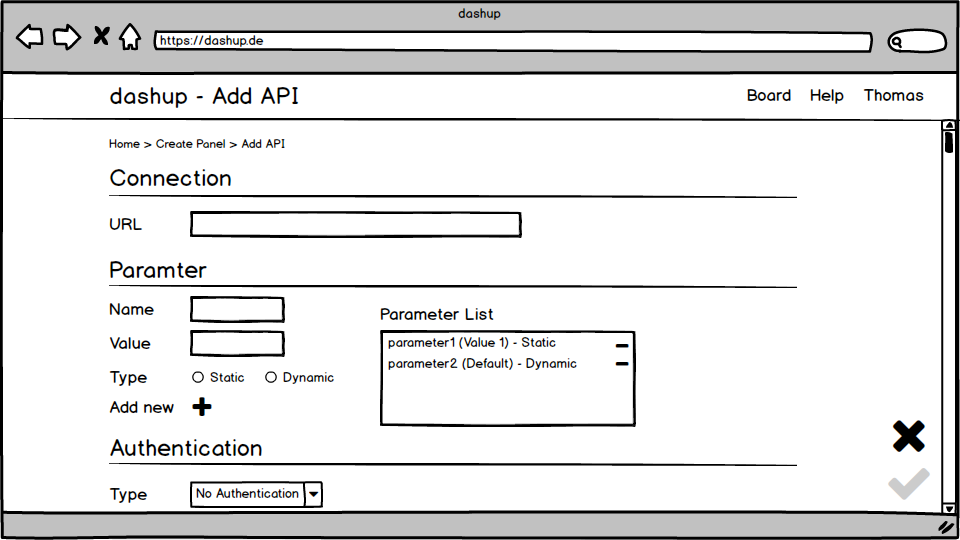 dashup
https://dashup.de
dashup - Add API
Board Help Thomas
Home > Create Panel > Add API
Connection
URL
Paramter
Name
Value
Type Static Dynamic
Add new
Parameter List
parameter1 (Value 1) - Static
parameter2 (Default) - Dynamic
Authentication
Type No Authentication